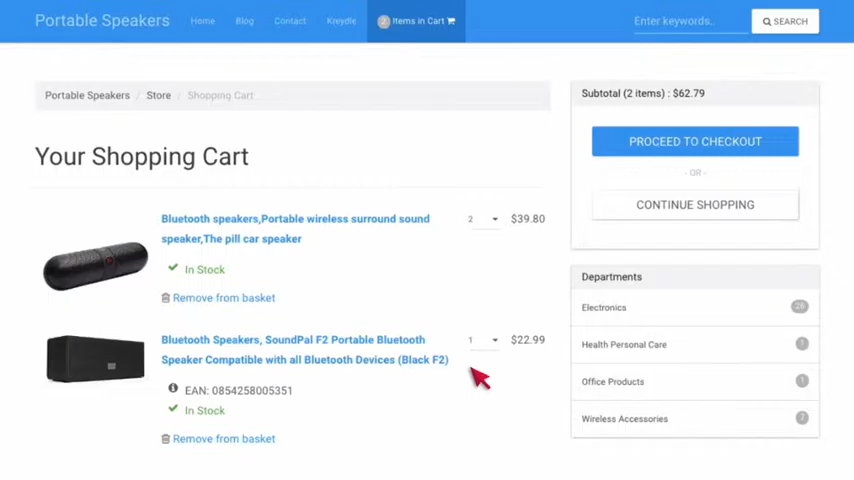 Portable Speakers Home Blog Contact Kreydle 2 Items in Cart Enter keywords. SEARCH
Portable Speakers / Store / Shopping Cart
Your Shopping Cart
Bluetooth speakers,Portable wireless surround sound
speaker,The pill car speaker
2 $39.80
In Stock
Remove from basket
Bluetooth Speakers, SoundPal F2 Portable Bluetooth
Speaker Compatible with all Bluetooth Devices (Black F2)
1 $22.99
EAN: 0854258005351
In Stock
Remove from basket
Subtotal (2 items) : $62.79
PROCEED TO CHECKOUT
- OR -
CONTINUE SHOPPING
Departments
Electronics 26
Health Personal Care 1
Office Products 1
Wireless Accessories 2